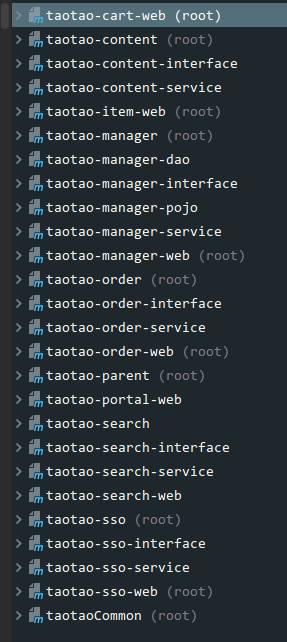 taotao-cart-web (root)
taotao-content (root)
taotao-content-interface
taotao-content-service
taotao-item-web (root)
taotao-manager (root)
taotao-manager-dao
taotao-manager-interface
taotao-manager-pojo
taotao-manager-service
taotao-manager-web (root)
taotao-order (root)
taotao-order-interface
taotao-order-service
taotao-order-web (root)
taotao-parent (root)
taotao-portal-web
taotao-search
taotao-search-interface
taotao-search-service
taotao-search-web
taotao-sso (root)
taotao-sso-interface
taotao-sso-service
taotao-sso-web (root)
taotaoCommon (root)